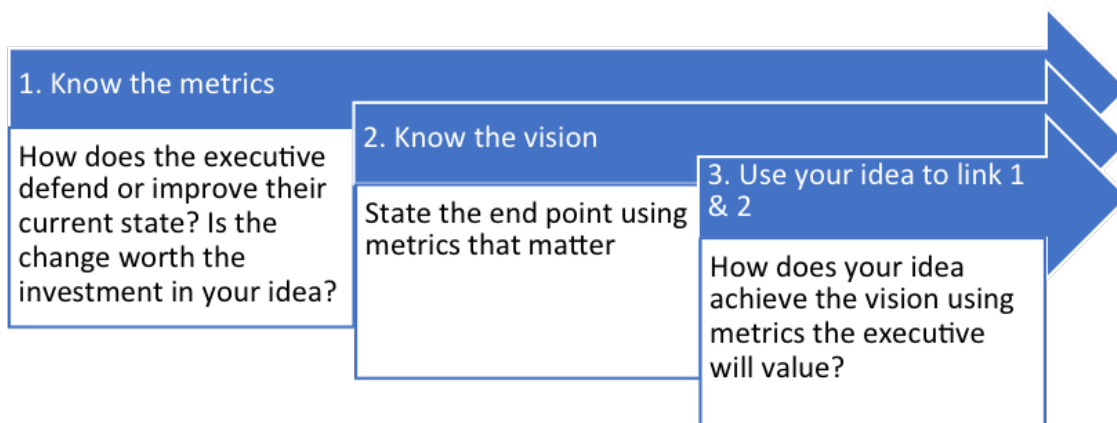 1. Know the metrics
How does the executive
defend or improve their
current state? Is the
change worth the
investment in your idea?
2. Know the vision
State the end point using
metrics that matter
3. Use your idea to link 1
& 2
How does your idea
achieve the vision using
metrics the executive
will value?